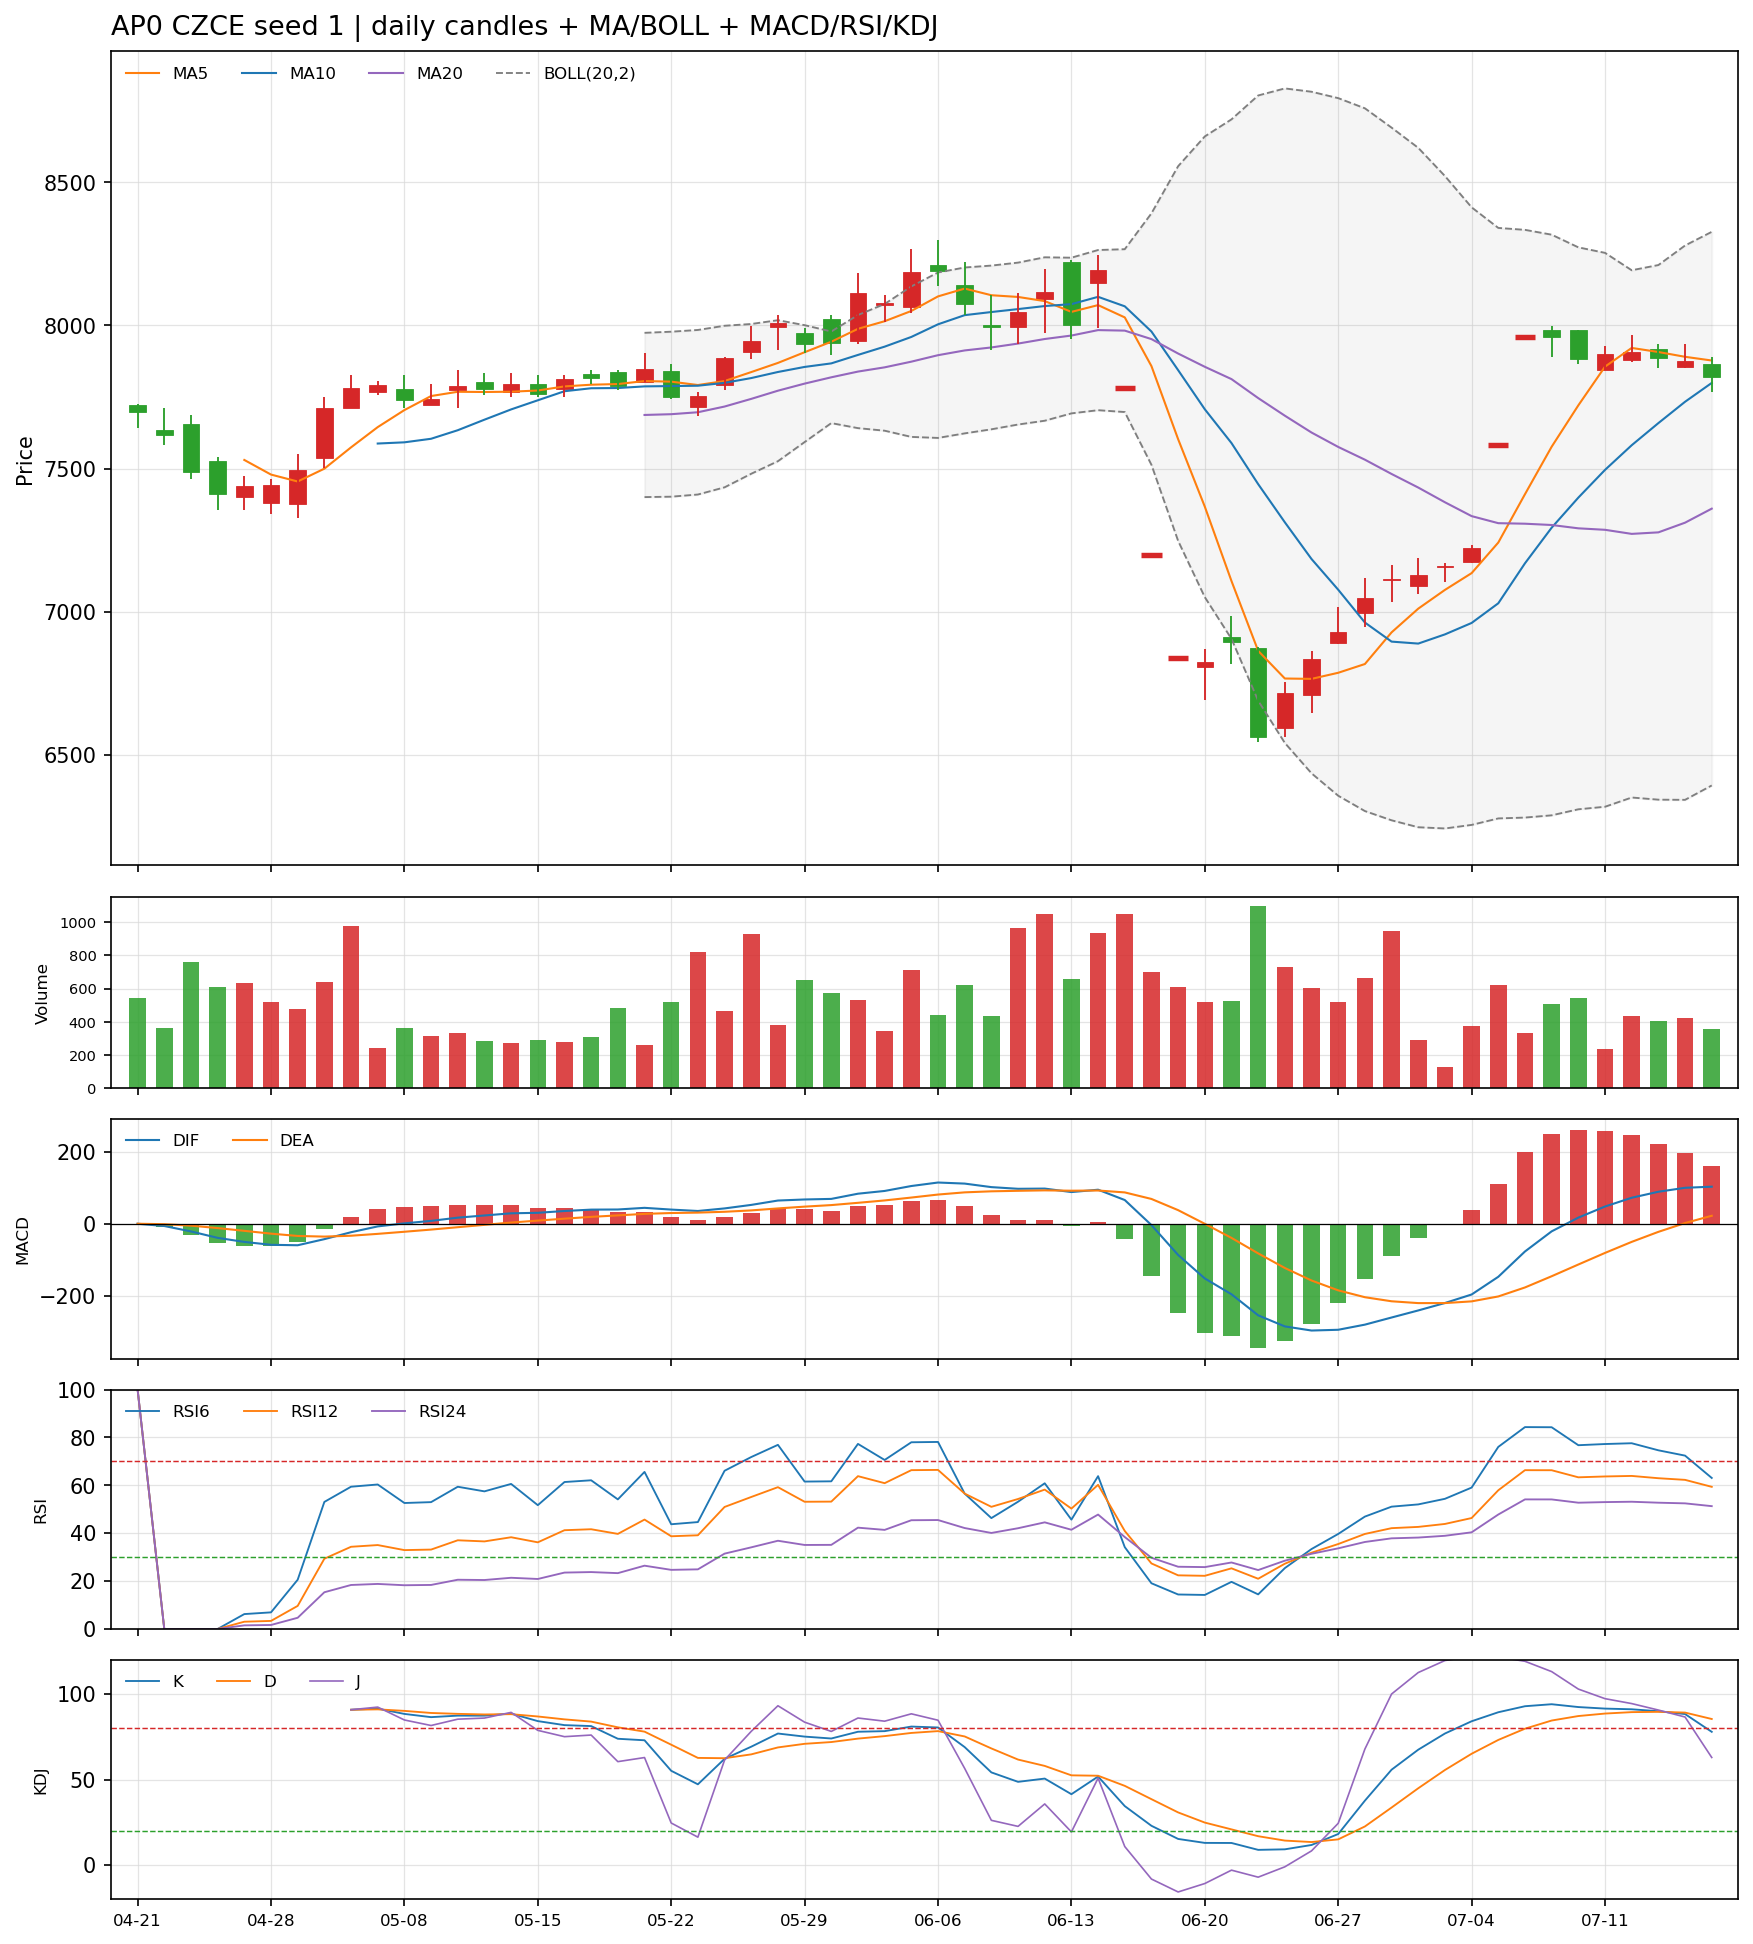 AP0 CZCE seed 1 | daily candles + MA/BOLL + MACD/RSI/KDJ
MA5 MA10 MA20 BOLL(20,2)
8500
8000
7500
7000
6500
Price
1000
800
600
400
200
0
Volume
DIF DEA
200
0
−200
MACD
RSI6 RSI12 RSI24
100
80
60
40
20
0
RSI
K D J
100
50
0
KDJ
04-21 04-28 05-08 05-15 05-22 05-29 06-06 06-13 06-20 06-27 07-04 07-11